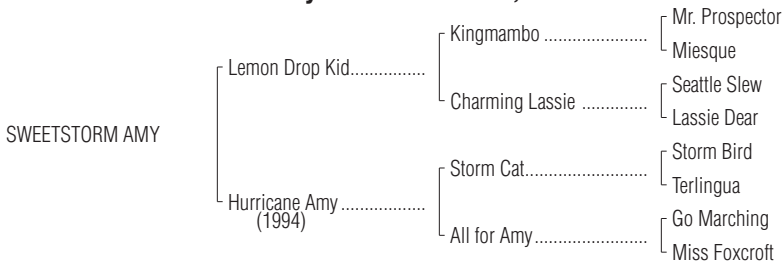 Mr. Prospector
Kingmambo
Miesque
Lemon Drop Kid
Seattle Slew
Charming Lassie
Lassie Dear
SWEETSTORM AMY
Storm Bird
Storm Cat
Terlingua
Hurricane Amy
(1994)
Go Marching
All for Amy
Miss Foxcroft